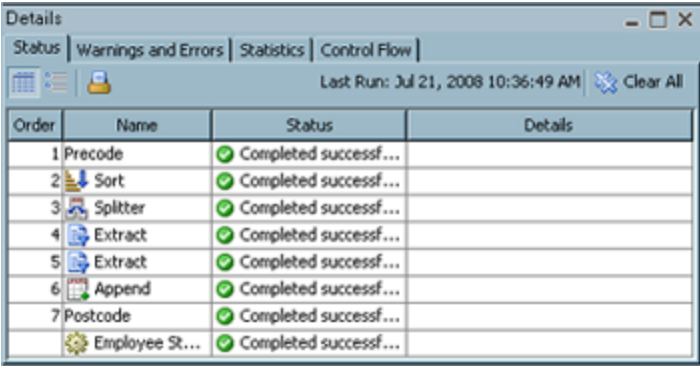 Details
Status Warnings and Errors Statistics Control Flow
Last Run: Jul 21, 2008 10:36:49 AM Clear All
Order Name Status Details
1 Precode Completed successf...
2 Sort Completed successf...
3 Splitter Completed successf...
4 Extract Completed successf...
5 Extract Completed successf...
6 Append Completed successf...
7 Postcode Completed successf...
Employee St... Completed successf...